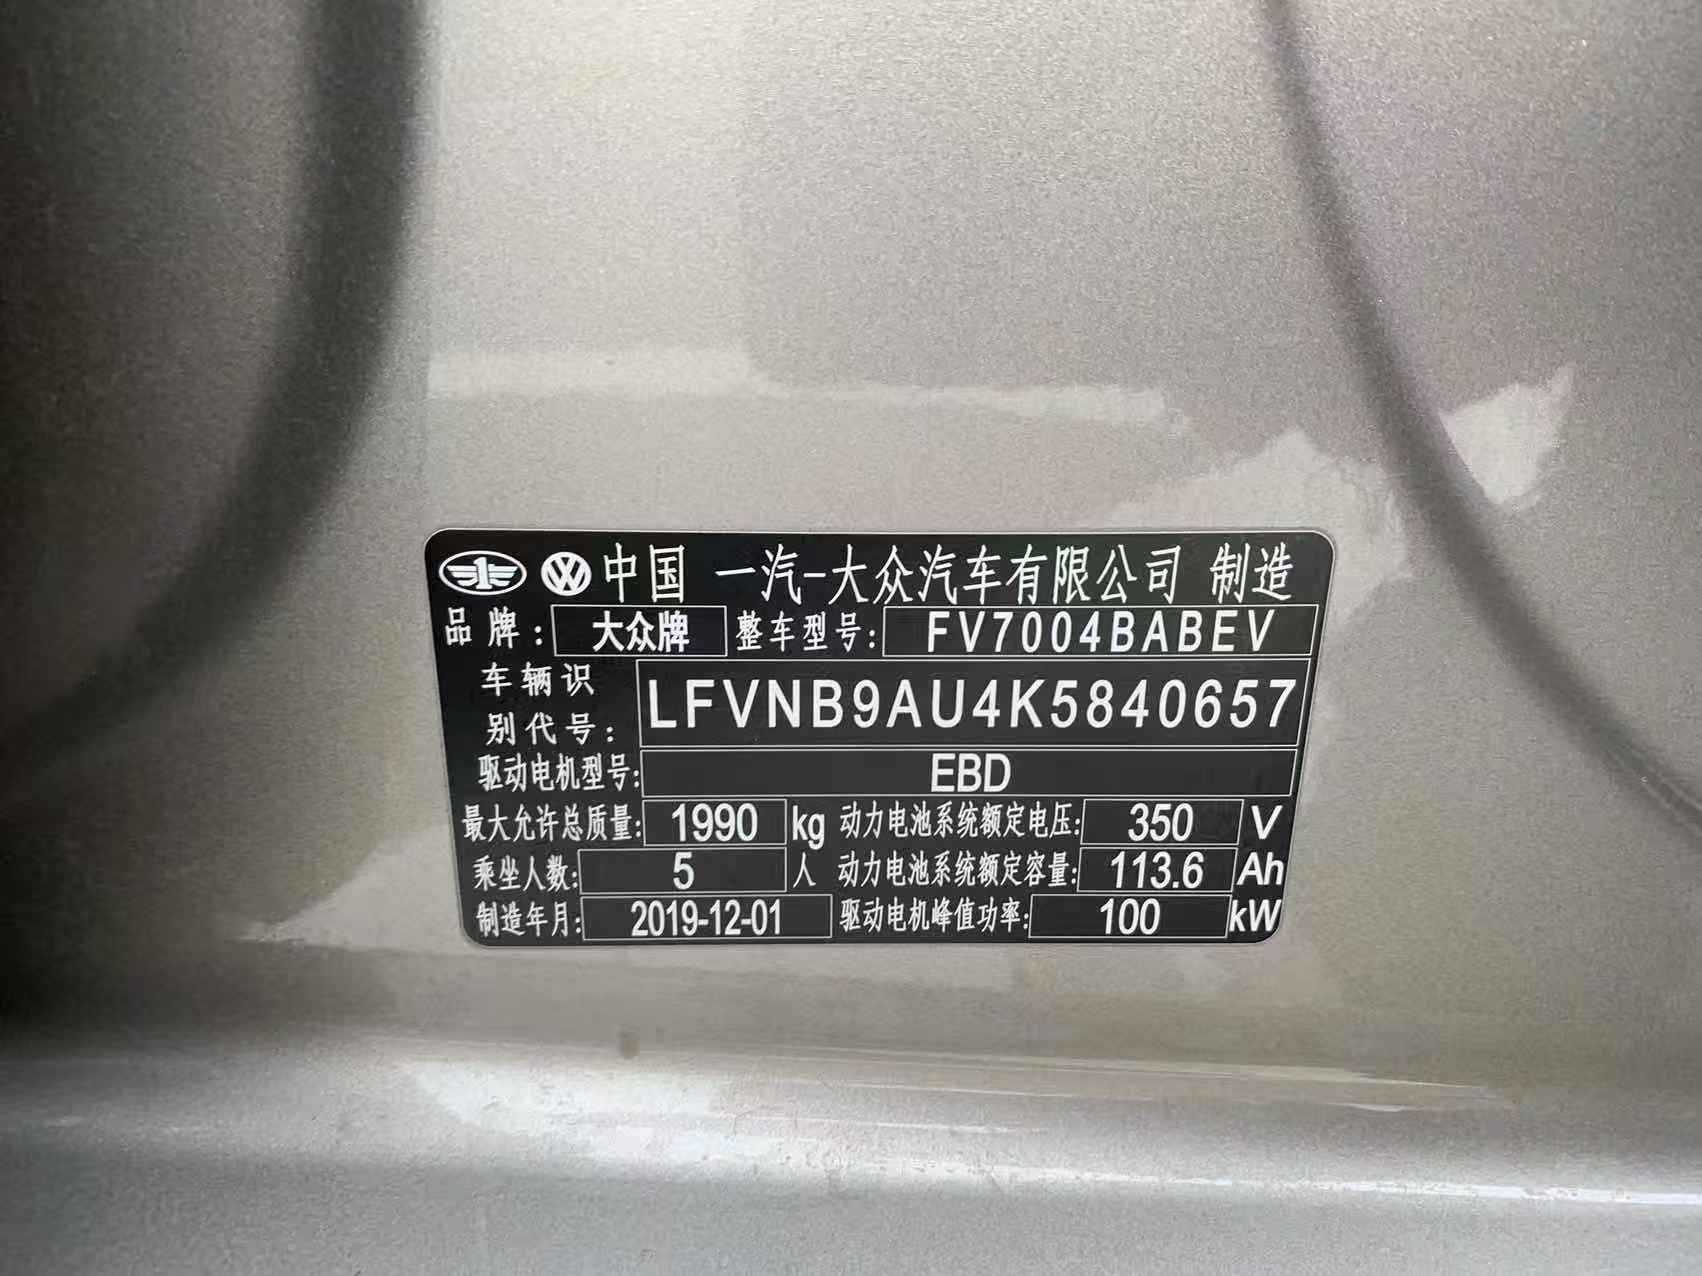 中国 一汽-大众汽车有限公司 制造
品牌: 大众牌 整车型号: FV7004BABEV
车辆识别代号: LFVNB9AU4K5840657
驱动电机型号: EBD
最大允许总质量: 1990 kg 动力电池系统额定电压: 350 V
乘坐人数: 5 人 动力电池系统额定容量: 113.6 Ah
制造年月: 2019-12-01 驱动电机峰值功率: 100 kW